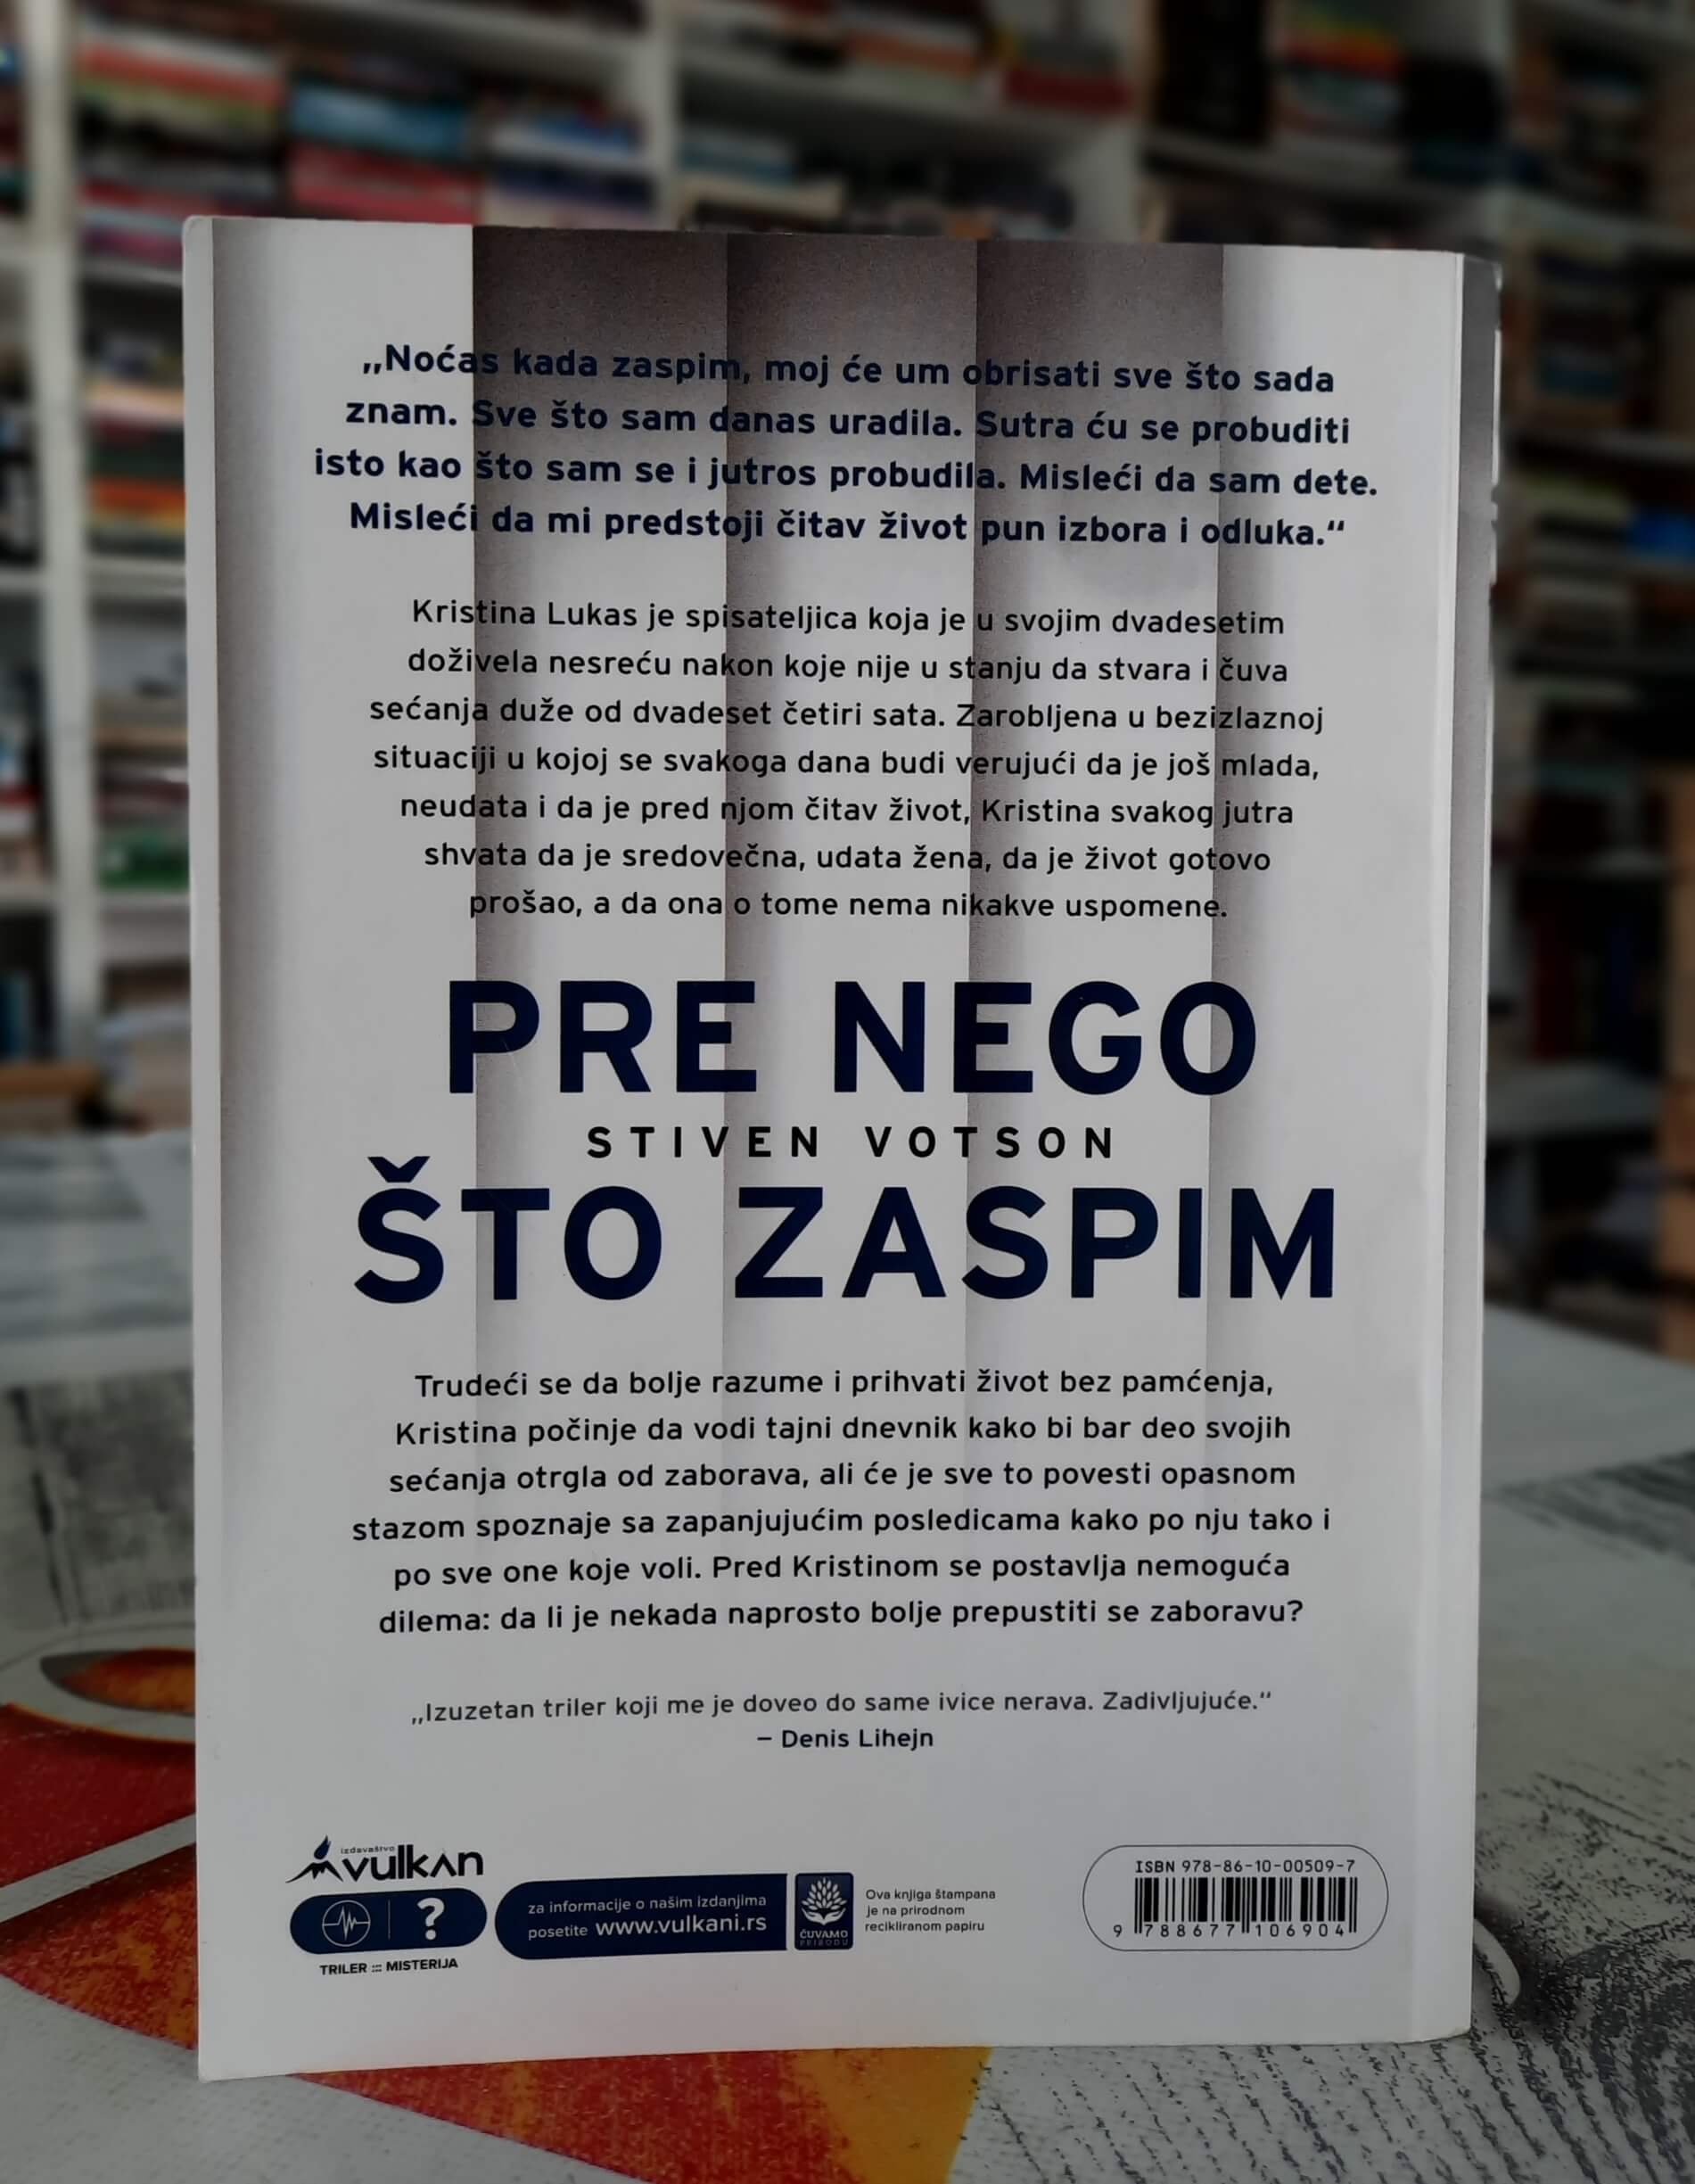 „Noćas kada zaspim, moj će um obrisati sve što sada
znam. Sve što sam danas uradila. Sutra ću se probuditi
isto kao što sam se i jutros probudila. Misleći da sam dete.
Misleći da mi predstoji čitav život pun izbora i odluka.“
Kristina Lukas je spisateljica koja je u svojim dvadesetim
doživela nesreću nakon koje nije u stanju da stvara i čuva
sećanja duže od dvadeset četiri sata. Zarobljena u bezizlaznoj
situaciji u kojoj se svakoga dana budi verujući da je još mlada,
neudata i da je pred njom čitav život, Kristina svakog jutra
shvata da je sredovečna, udata žena, da je život gotovo
prošao, a da ona o tome nema nikakve uspomene.
PRE NEGO
STIVEN VOTSON
ŠTO ZASPIM
Trudeći se da bolje razume i prihvati život bez pamćenja,
Kristina počinje da vodi tajni dnevnik kako bi bar deo svojih
sećanja otrgla od zaborava, ali će je sve to povesti opasnom
stazom spoznaje sa zapanjujućim posledicama kako po nju tako i
po sve one koje voli. Pred Kristinom se postavlja nemoguća
dilema: da li je nekada naprosto bolje prepustiti se zaboravu?
„Izuzetan triler koji me je doveo do same ivice nerava. Zadivljujuće.“
– Denis Lihejn
izdavaštvo
vulkan
?
TRILER ::: MISTERIJA
za informacije o našim izdanjima
posetite www.vulkani.rs
ČUVAMO
PRIRODU
Ova knjiga štampana
je na prirodnom
recikliranom papiru
ISBN 978-86-10-00509-7
9 788677 106904